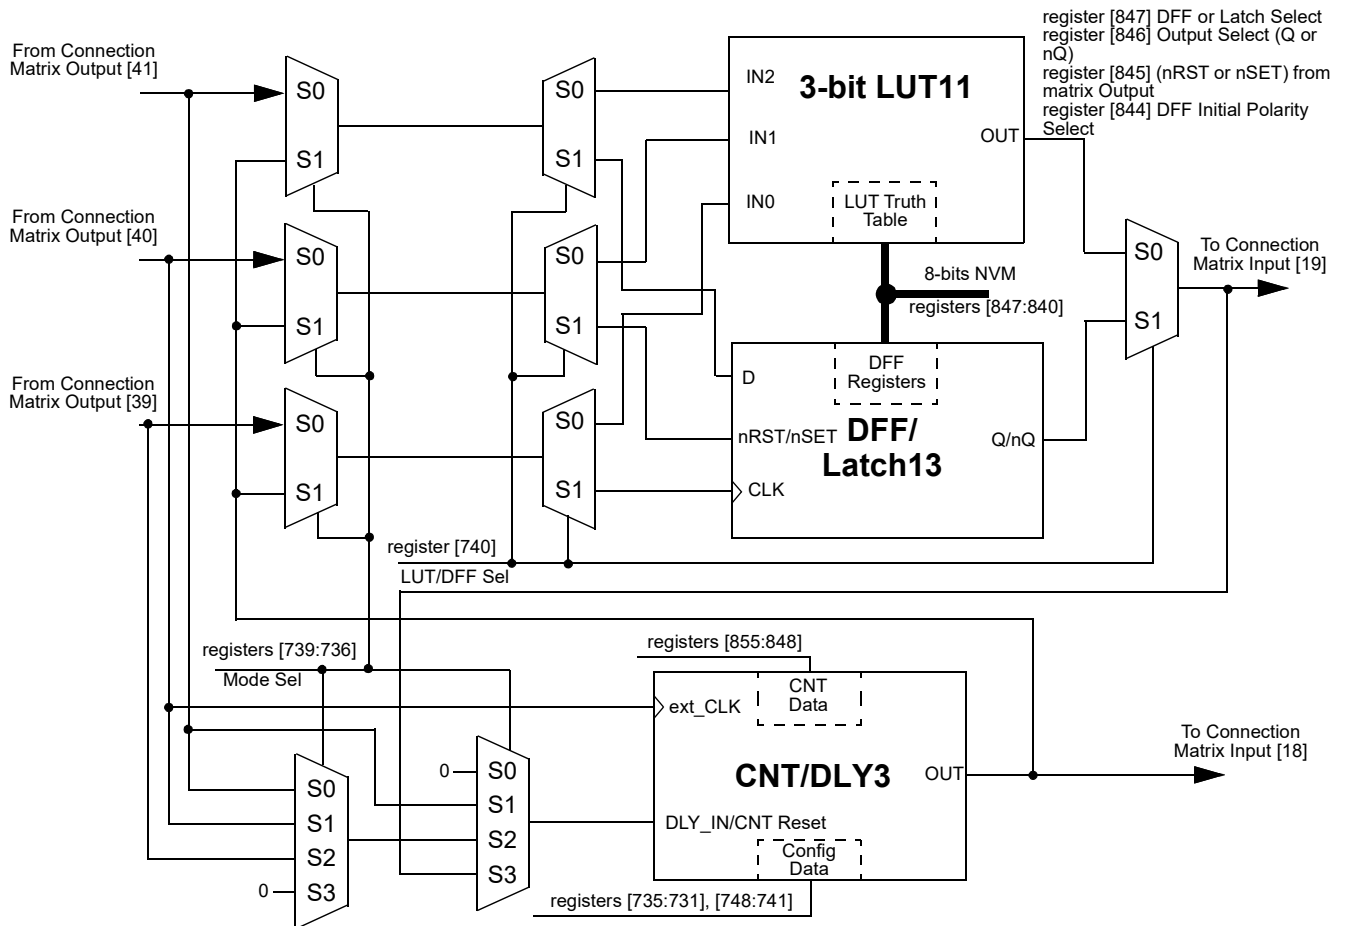 register [847] DFF or Latch Select
register [846] Output Select (Q or
nQ)
register [845] (nRST or nSET) from
matrix Output
register [844] DFF Initial Polarity
Select
From Connection
Matrix Output [41]
S0
S1
S0
S1
IN2
IN1
IN0
3-bit LUT11
OUT
LUT Truth
Table
From Connection
Matrix Output [40]
S0
S1
S0
S1
8-bits NVM
registers [847:840]
S0
S1
To Connection
Matrix Input [19]
From Connection
Matrix Output [39]
S0
S1
S0
S1
D
nRST/nSET
CLK
DFF
Registers
DFF/
Latch13
Q/nQ
register [740]
LUT/DFF Sel
registers [739:736]
Mode Sel
registers [855:848]
CNT
Data
ext_CLK
CNT/DLY3
OUT
To Connection
Matrix Input [18]
DLY_IN/CNT Reset
Config
Data
registers [735:731], [748:741]
S0
S1
S2
S3
0
0
S0
S1
S2
S3